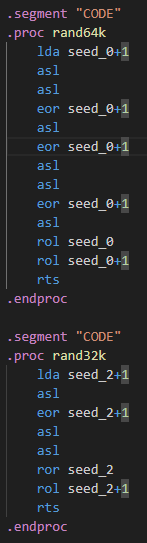 .segment "CODE"
.proc rand64k
lda seed_0+1
asl
asl
eor seed_0+1
asl
eor seed_0+1
asl
asl
eor seed_0+1
asl
rol seed_0
rol seed_0+1
rts
.endproc
.segment "CODE"
.proc rand32k
lda seed_2+1
asl
eor seed_2+1
asl
asl
ror seed_2
rol seed_2+1
rts
.endproc